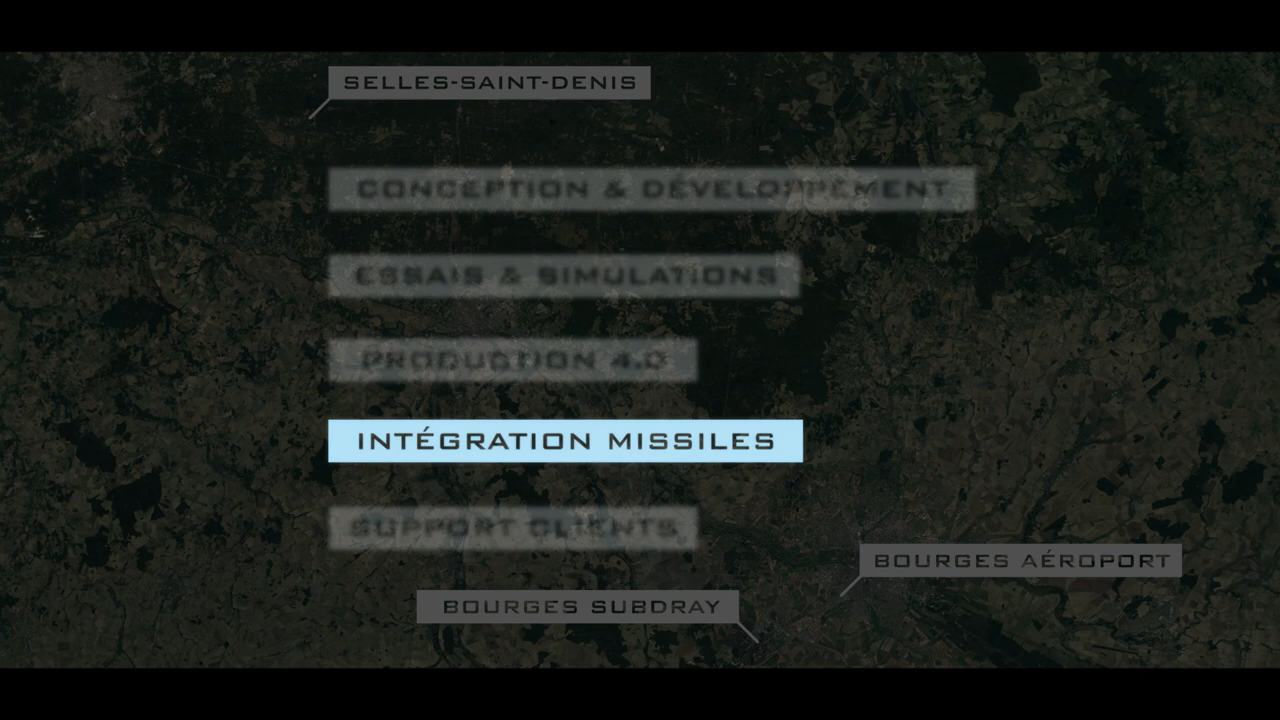 SELLES-SAINT-DENIS
CONCEPTION & DÉVELOPPEMENT
ESSAIS & SIMULATIONS
PRODUCTION 4.0
INTÉGRATION MISSILES
SUPPORT CLIENTS
BOURGES AÉROPORT
BOURGES SUBDRAY